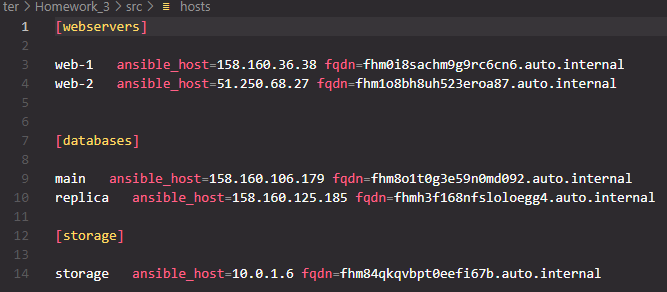 ter > Homework_3 > src > hosts
1 [webservers]
2
3 web-1 ansible_host=158.160.36.38 fqdn=fhm0i8sachm9g9rc6cn6.auto.internal
4 web-2 ansible_host=51.250.68.27 fqdn=fhm1o8bh8uh523eroa87.auto.internal
5
6
7 [databases]
8
9 main ansible_host=158.160.106.179 fqdn=fhm8o1t0g3e59n0md092.auto.internal
10 replica ansible_host=158.160.125.185 fqdn=fhmh3f168nfsloloegg4.auto.internal
11
12 [storage]
13
14 storage ansible_host=10.0.1.6 fqdn=fhm84qkqvbpt0eefi67b.auto.internal